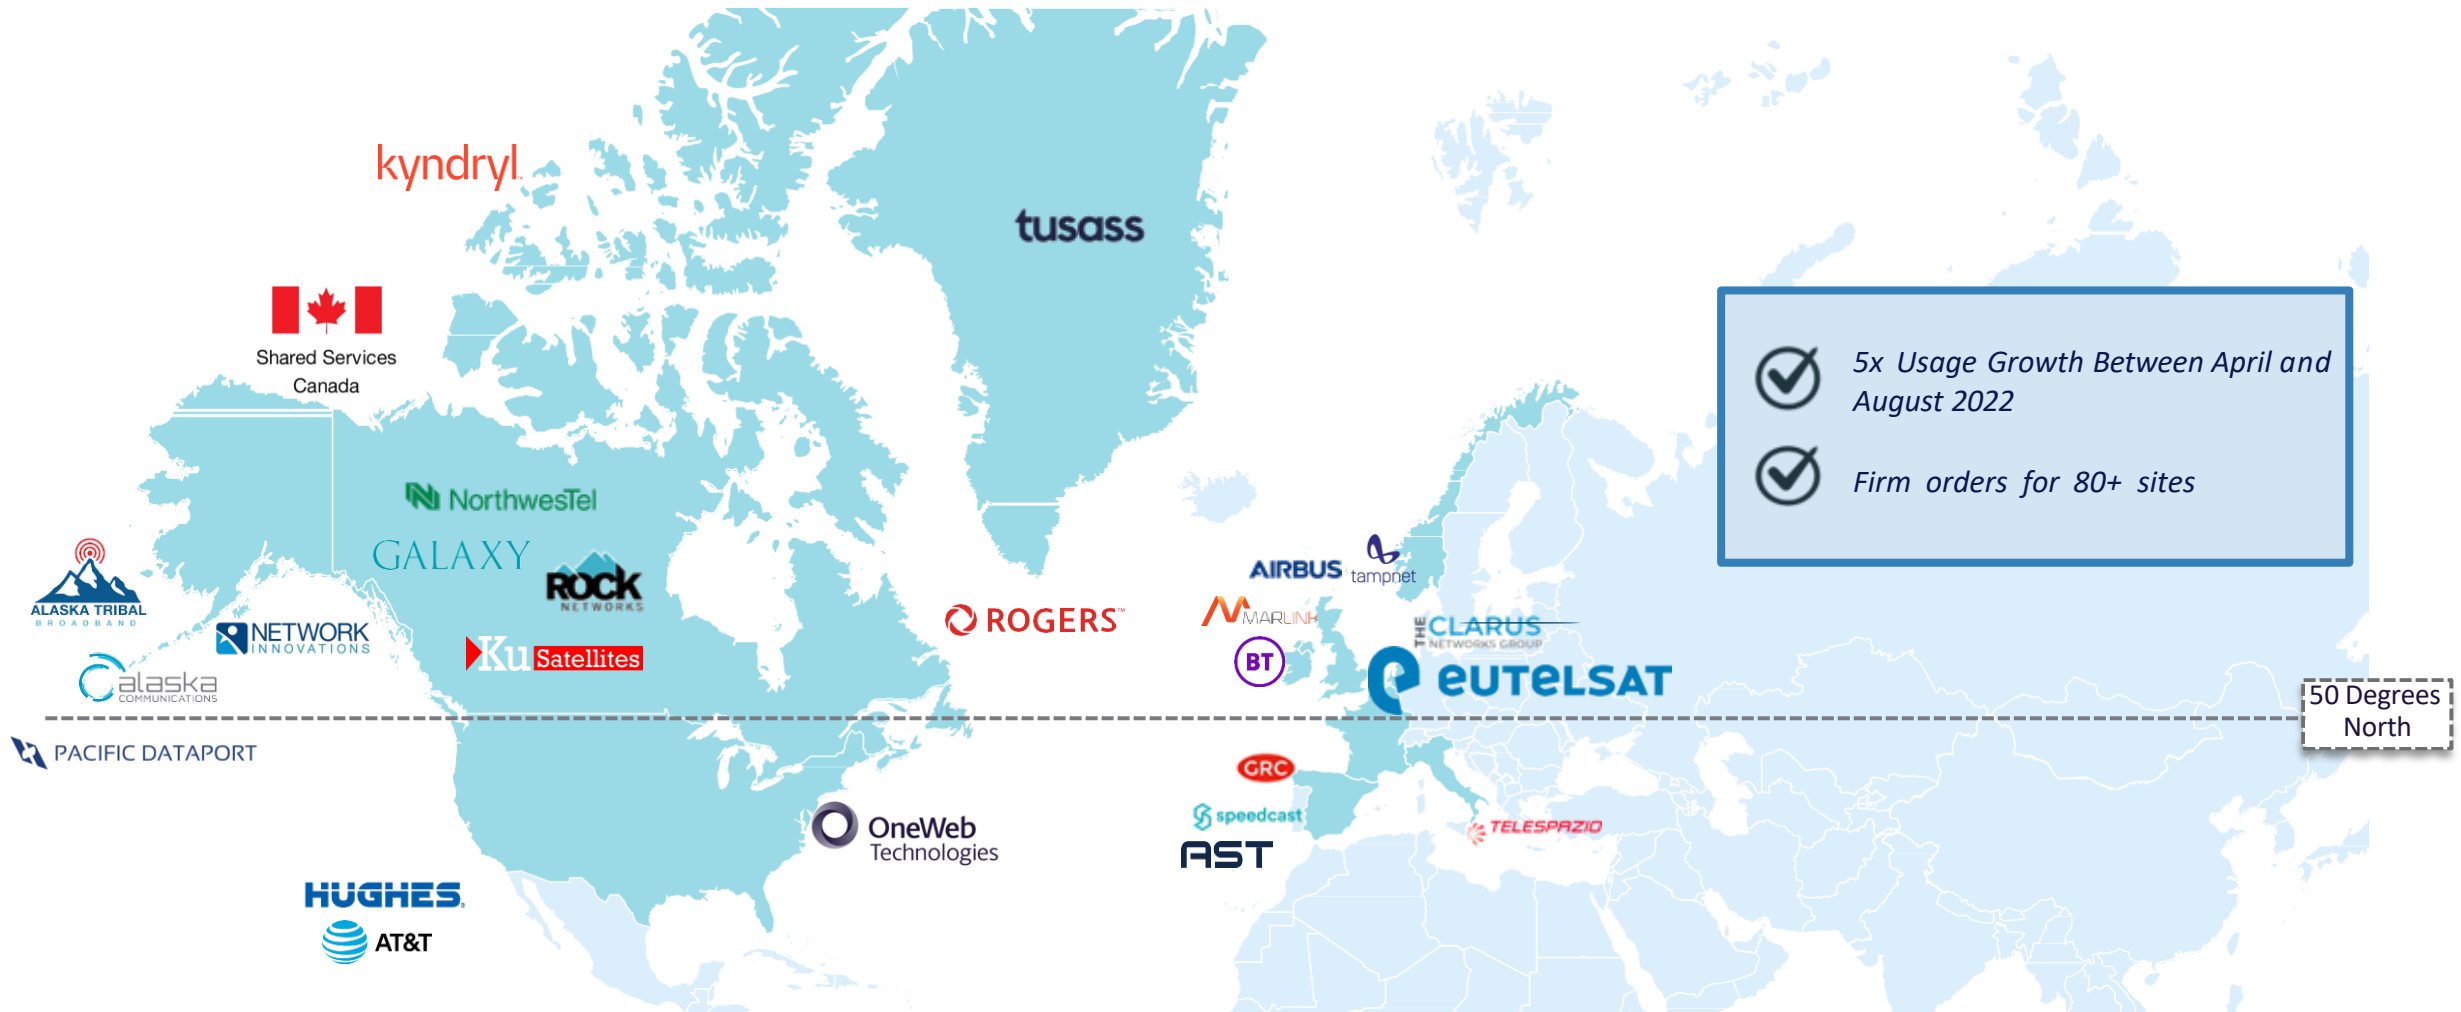 kyndryl
tusass
Shared Services
Canada
5x Usage Growth Between April and
August 2022
Firm orders for 80+ sites
NorthwesTel
GALAXY
ROCK
NETWORKS
ALASKA TRIBAL
BROADBAND
NETWORK
INNOVATIONS
Ku Satellites
alaska
COMMUNICATIONS
ROGERS™
AIRBUS
tampnet
MARLINK
BT
THE CLARUS
NETWORKS GROUP
eutelsat
50 Degrees
North
PACIFIC DATAPORT
GRC
speedcast
AST
TELESPAZIO
OneWeb
Technologies
HUGHES®
AT&T